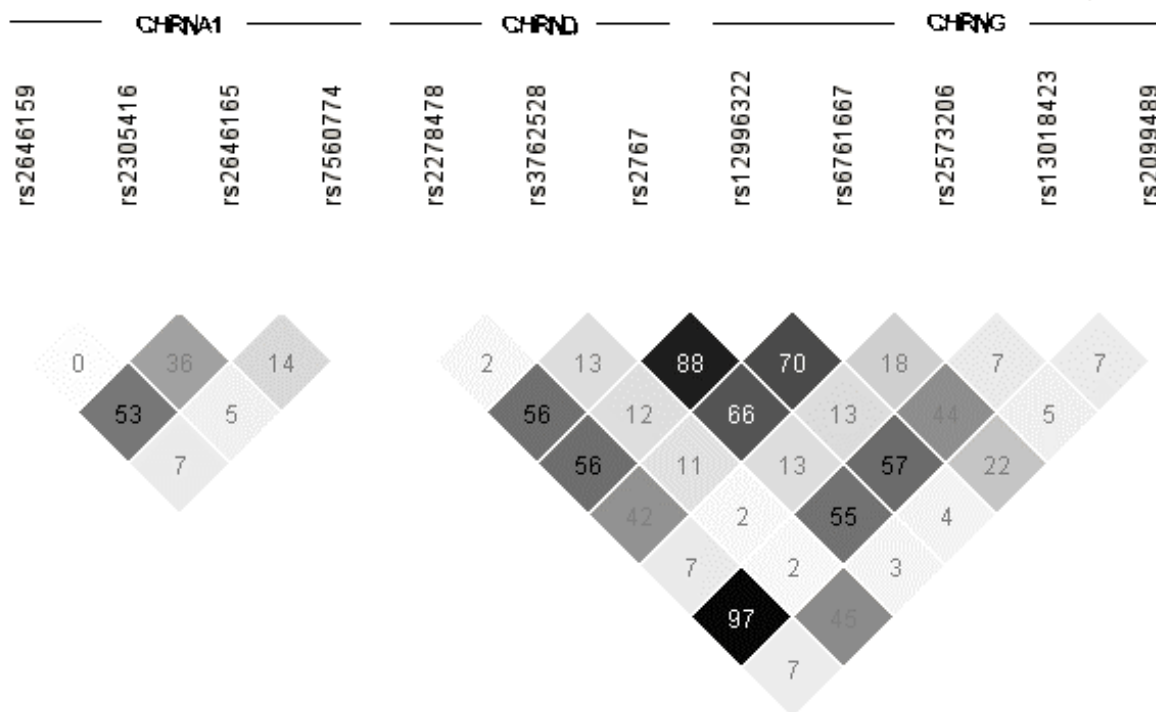 CHRNA1 CHRND CHRNG
rs2646159 rs2305416 rs2646165 rs7560774 rs2278478 rs3762528 rs2767 rs12996322 rs6761667 rs2573206 rs13018423 rs2099489
0 36 14 2 13 88 70 18 7 7
53 5 56 12 66 13 44 5
7 56 11 13 57 22
42 2 55 4
7 2 3
97 45
7